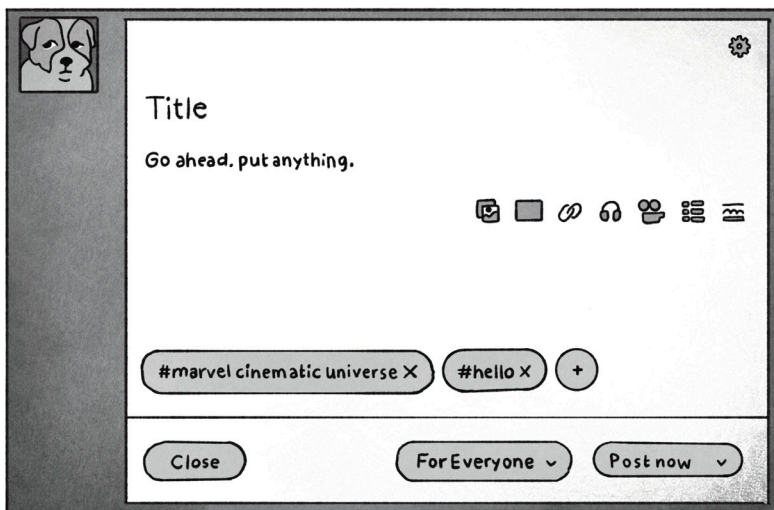 Title
Go ahead. put anything.
#marvel cinematic universe X #hello x +
Close For Everyone Post now